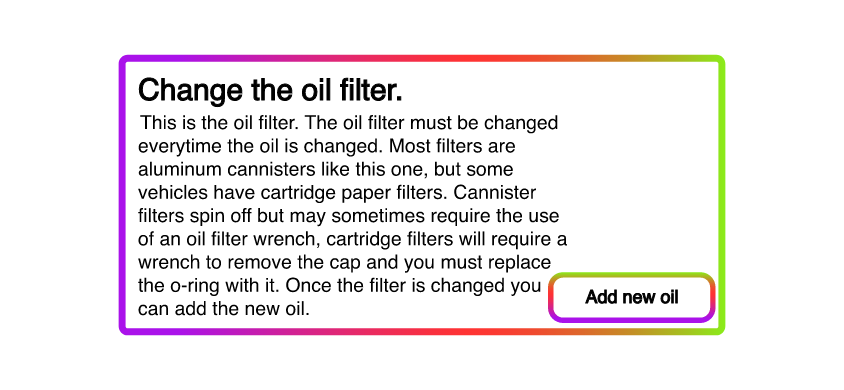 Change the oil filter.
This is the oil filter. The oil filter must be changed
everytime the oil is changed. Most filters are
aluminum cannisters like this one, but some
vehicles have cartridge paper filters. Cannister
filters spin off but may sometimes require the use
of an oil filter wrench, cartridge filters will require a
wrench to remove the cap and you must replace
the o-ring with it. Once the filter is changed you
can add the new oil.
Add new oil